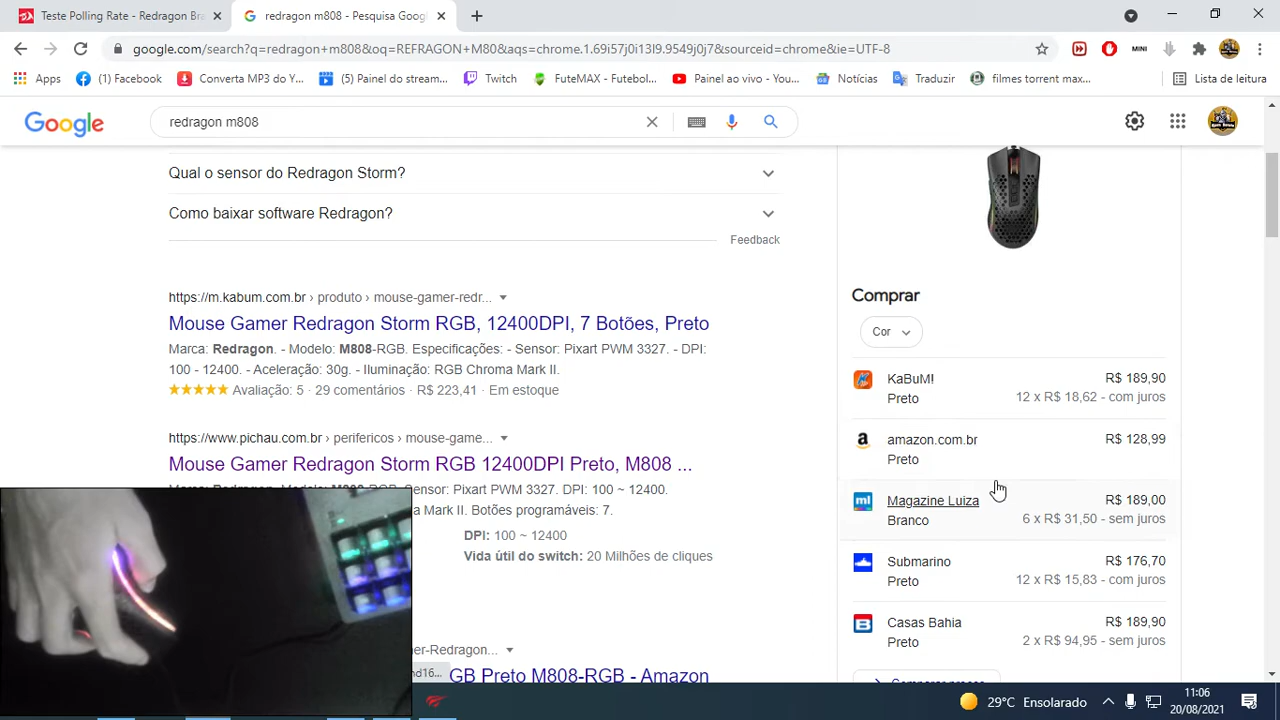 Teste Polling Rate - Redragon Bra
redragon m808 - Pesquisa Googl
google.com/search?q=redragon+m808&oq=REFRAGON+M80&aqs=chrome.1.69i57j0i13l9.9549j0j7&sourceid=chrome&ie=UTF-8
MINI
Apps
(1) Facebook
Converta MP3 do Y...
(5) Painel do stream...
Twitch
FuteMAX - Futebol...
Painel ao vivo - You...
Notícias
Traduzir
filmes torrent max...
Lista de leitura
Google
redragon m808
Qual o sensor do Redragon Storm?
Como baixar software Redragon?
Feedback
https://m.kabum.com.br › produto › mouse-gamer-redr...
Mouse Gamer Redragon Storm RGB, 12400DPI, 7 Botões, Preto
Marca: Redragon. - Modelo: M808-RGB. Especificações: - Sensor: Pixart PWM 3327. - DPI:
100 - 12400. - Aceleração: 30g. - Iluminação: RGB Chroma Mark II.
Avaliação: 5 · 29 comentários · R$ 223,41 · Em estoque
https://www.pichau.com.br › perifericos › mouse-game...
Mouse Gamer Redragon Storm RGB 12400DPI Preto, M808 ...
Sensor: Pixart PWM 3327. DPI: 100 ~ 12400.
Mark II. Botões programáveis: 7.
DPI: 100 ~ 12400
Vida útil do switch: 20 Milhões de cliques
er-Redragon...
GB Preto M808-RGB - Amazon
nd16...
Comprar
Cor
KaBuM! R$ 189,90
Preto 12 x R$ 18,62 - com juros
amazon.com.br R$ 128,99
Preto
Magazine Luiza R$ 189,00
Branco 6 x R$ 31,50 - sem juros
Submarino R$ 176,70
Preto 12 x R$ 15,83 - com juros
Casas Bahia R$ 189,90
Preto 2 x R$ 94,95 - sem juros
29°C Ensolarado
11:06
20/08/2021